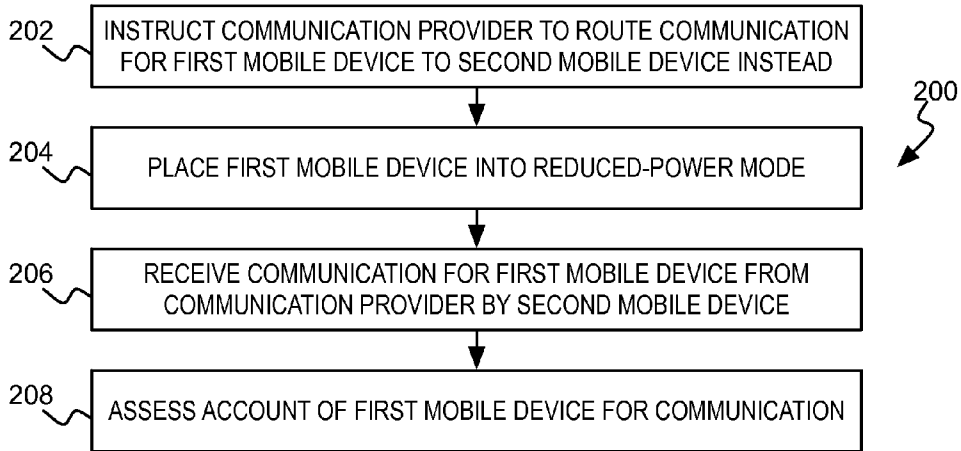 202
INSTRUCT COMMUNICATION PROVIDER TO ROUTE COMMUNICATION
FOR FIRST MOBILE DEVICE TO SECOND MOBILE DEVICE INSTEAD
200
204
PLACE FIRST MOBILE DEVICE INTO REDUCED-POWER MODE
206
RECEIVE COMMUNICATION FOR FIRST MOBILE DEVICE FROM
COMMUNICATION PROVIDER BY SECOND MOBILE DEVICE
208
ASSESS ACCOUNT OF FIRST MOBILE DEVICE FOR COMMUNICATION